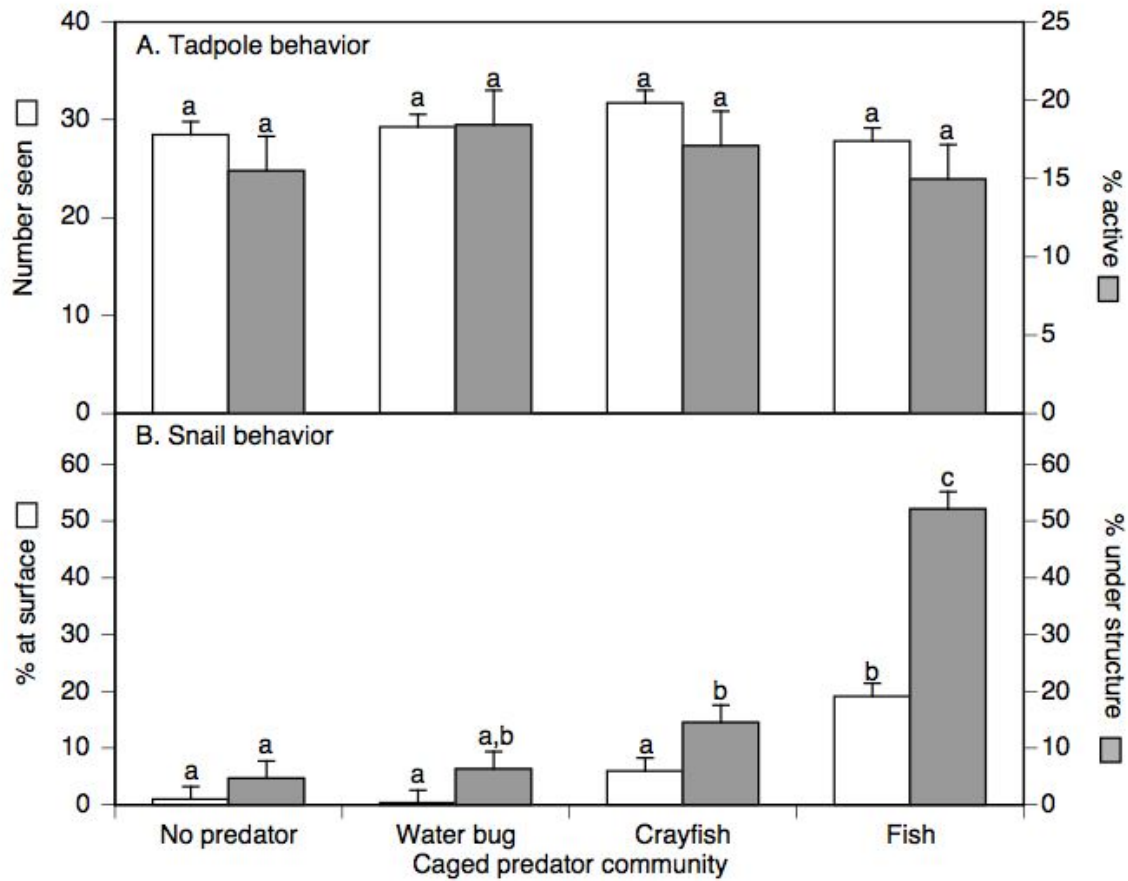 A. Tadpole behavior
40
30
20
10
0
Number seen
25
20
15
10
5
0
% active
a
a
a
a
a
a
a
a
B. Snail behavior
60
50
40
30
20
10
0
% at surface
60
50
40
30
20
10
0
% under structure
a
a
a
a,b
a
b
b
c
No predator
Water bug
Crayfish
Fish
Caged predator community